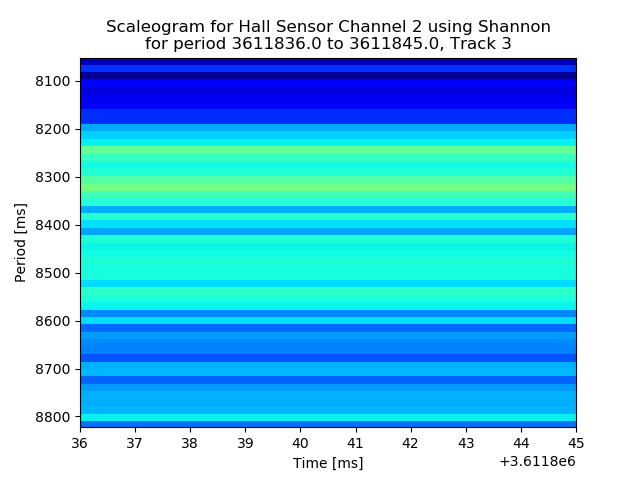 Scaleogram for Hall Sensor Channel 2 using Shannon
for period 3611836.0 to 3611845.0, Track 3
8100
8200
8300
8400
8500
8600
8700
8800
Period [ms]
36 37 38 39 40 41 42 43 44 45
Time [ms]
+3.6118e6